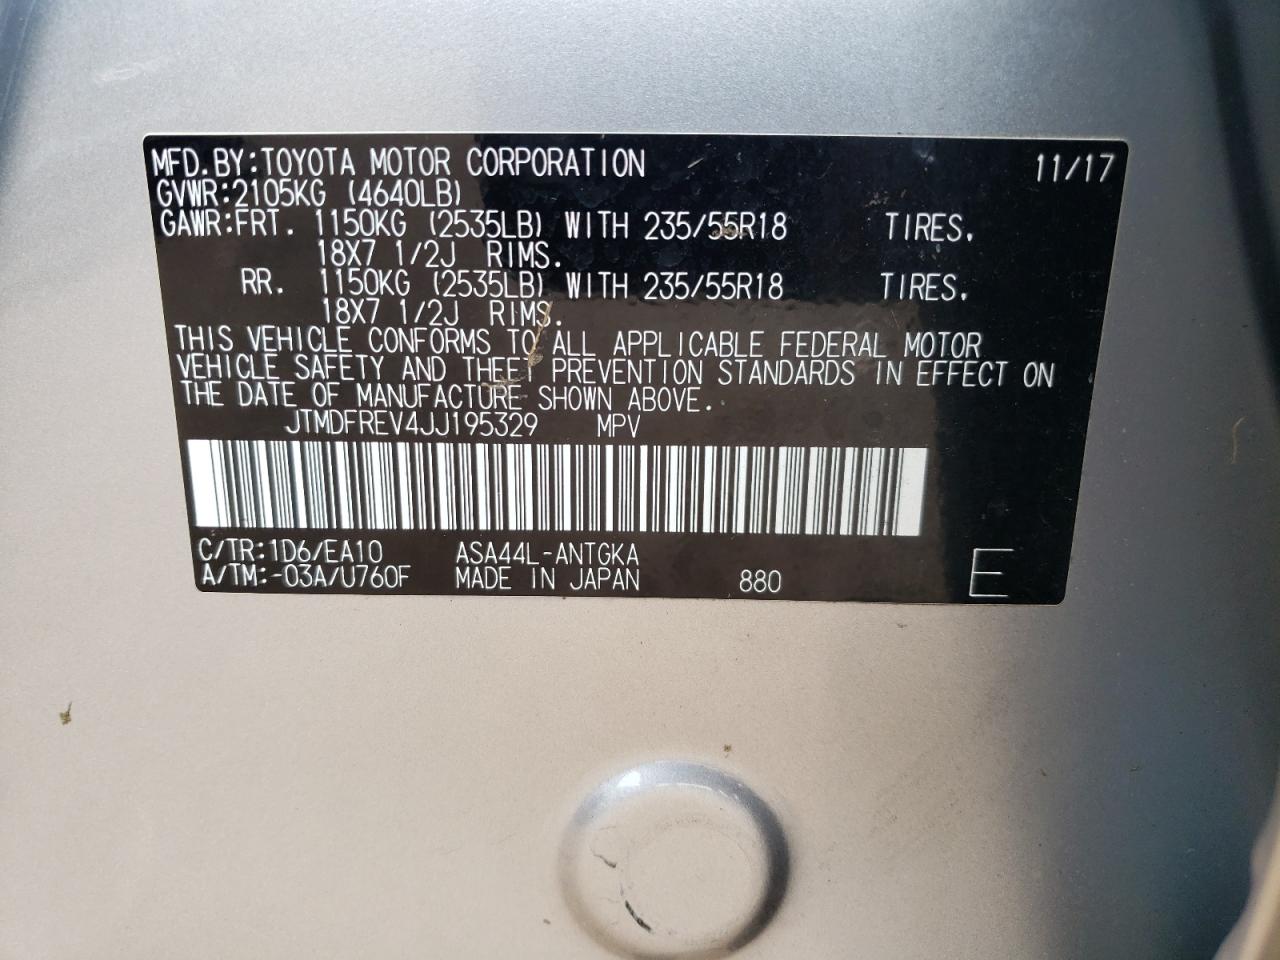 MFD.BY:TOYOTA MOTOR CORPORATION 11/17
GVWR:2105KG (4640LB)
GAWR:FRT. 1150KG (2535LB) WITH 235/55R18 TIRES.
18X7 1/2J RIMS.
RR. 1150KG (2535LB) WITH 235/55R18 TIRES.
18X7 1/2J RIMS.
THIS VEHICLE CONFORMS TO ALL APPLICABLE FEDERAL MOTOR
VEHICLE SAFETY AND THEFT PREVENTION STANDARDS IN EFFECT ON
THE DATE OF MANUFACTURE SHOWN ABOVE.
JTMDFREV4JJ195329 MPV
C/TR:1D6/EA10 ASA44L-ANTGKA
A/TM:-03A/U760F MADE IN JAPAN 880 E